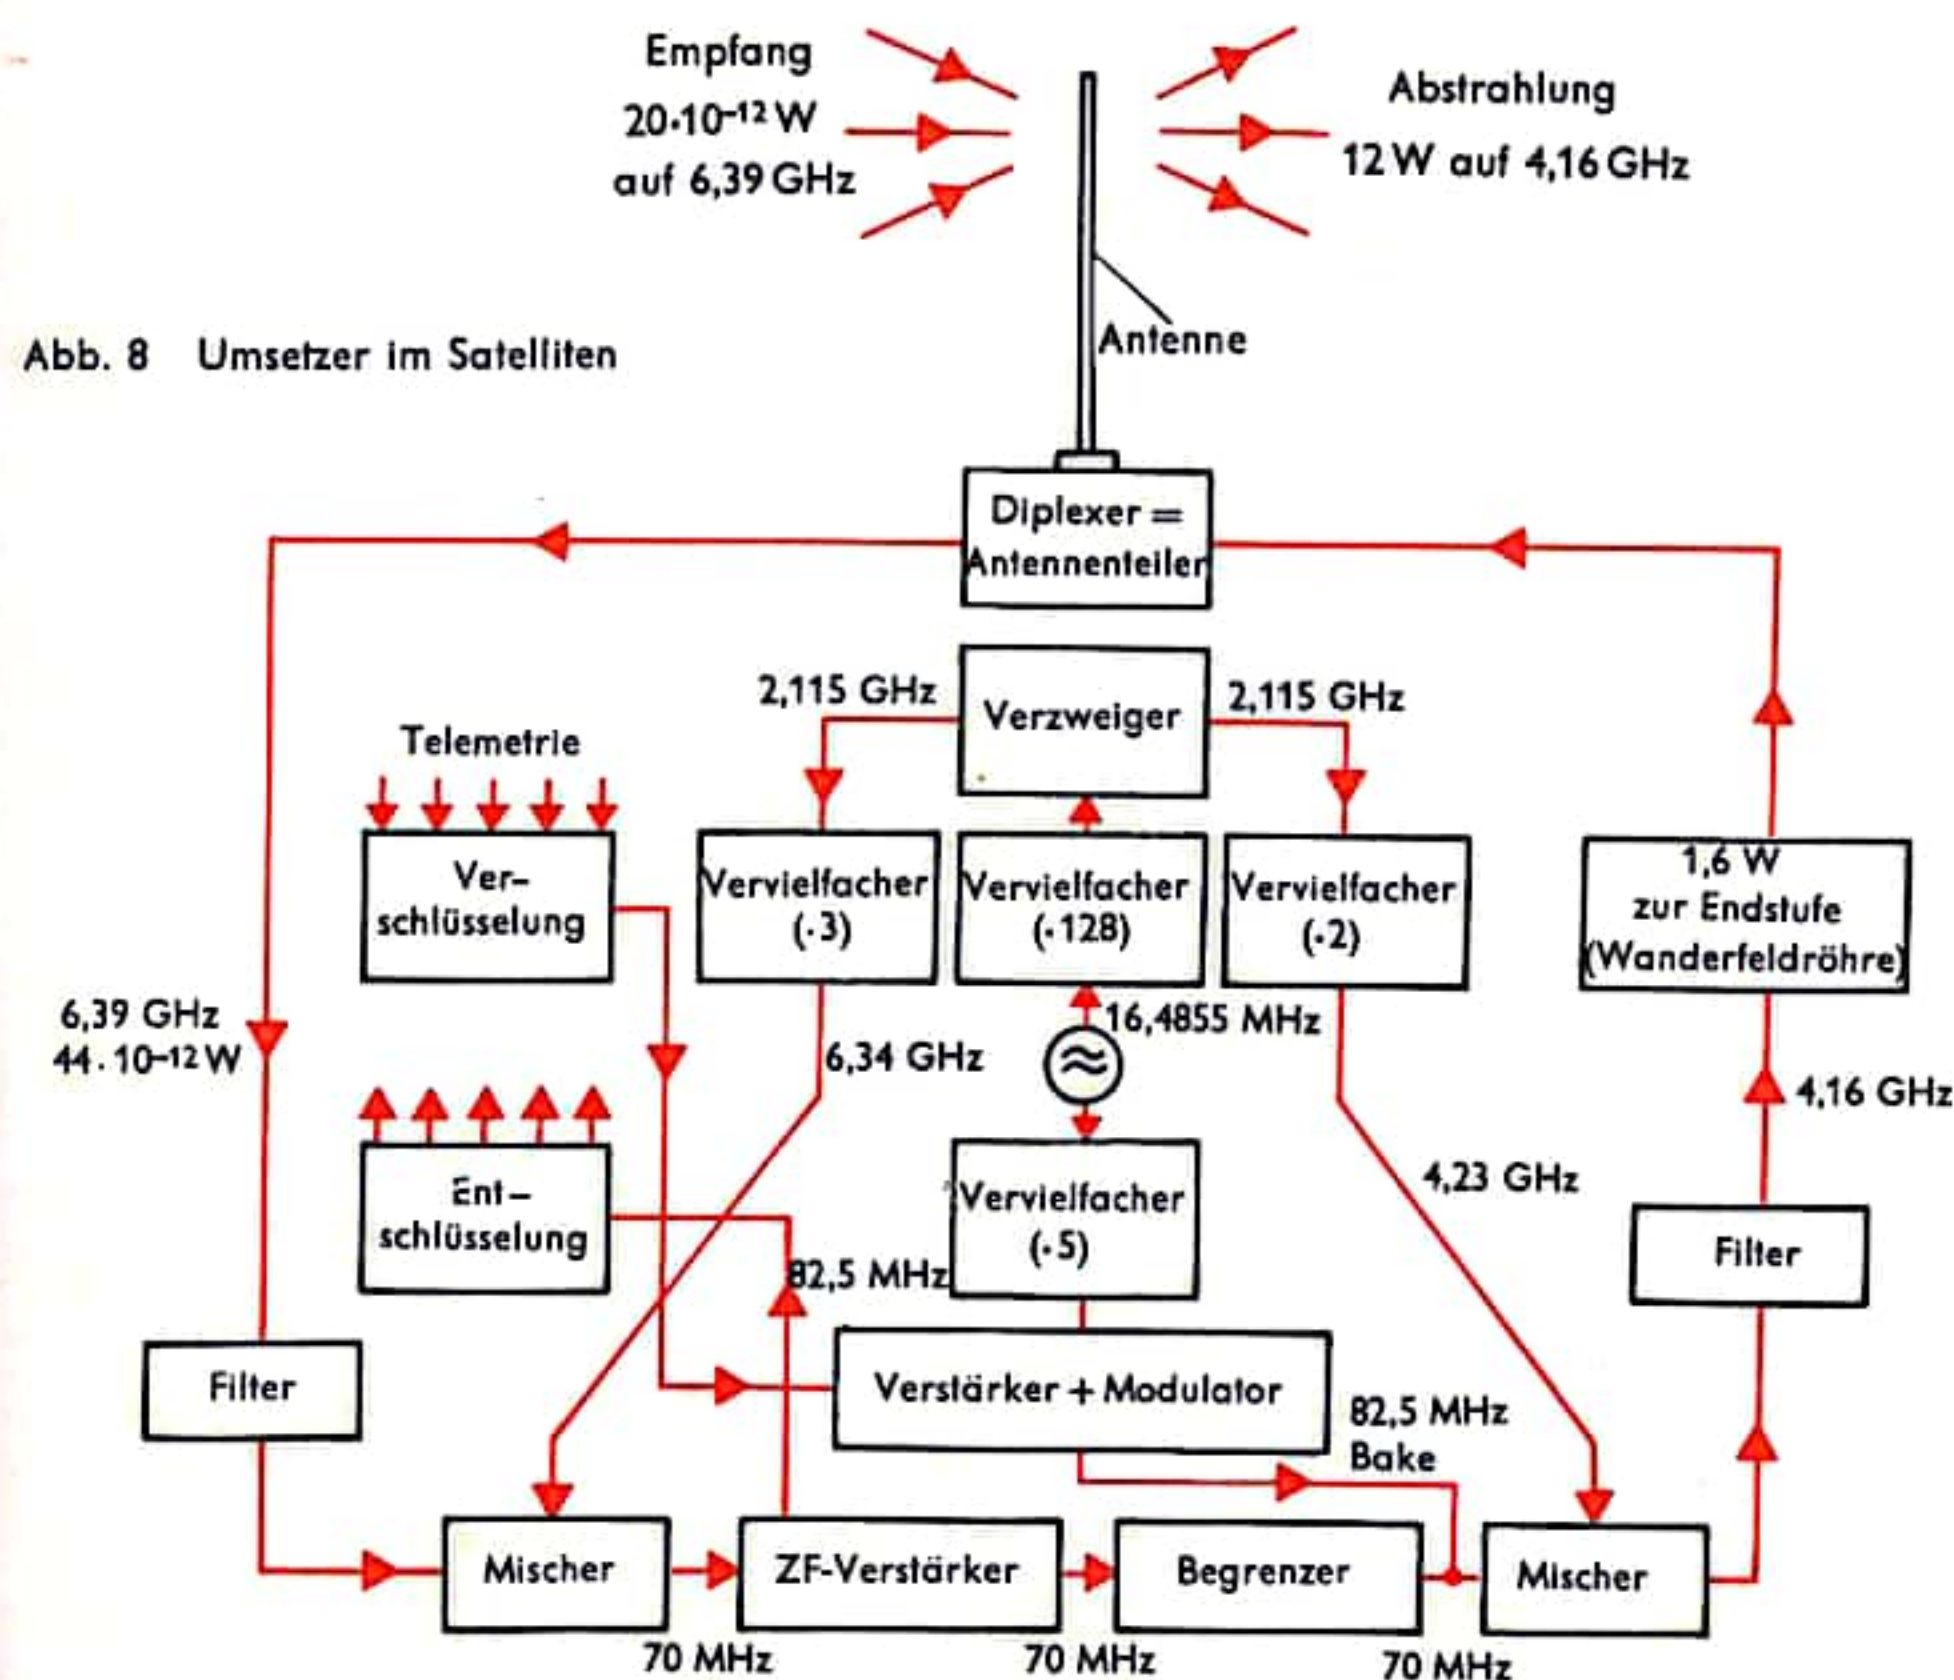 Empfang
20·10–12 W
auf 6,39 GHz
Abstrahlung
12 W auf 4,16 GHz
Antenne
Abb. 8 Umsetzer im Satelliten
Diplexer =
Antennenteiler
2,115 GHz
Verzweiger
2,115 GHz
Telemetrie
Ver–
schlüsselung
Vervielfacher
(·3)
Vervielfacher
(·128)
Vervielfacher
(·2)
1,6 W
zur Endstufe
(Wanderfeldröhre)
6,39 GHz
44·10–12 W
6,34 GHz
16,4855 MHz
4,16 GHz
Ent–
schlüsselung
Vervielfacher
(·5)
4,23 GHz
82,5 MHz
Filter
Filter
Verstärker + Modulator
82,5 MHz
Bake
Mischer
ZF-Verstärker
Begrenzer
Mischer
70 MHz
70 MHz
70 MHz